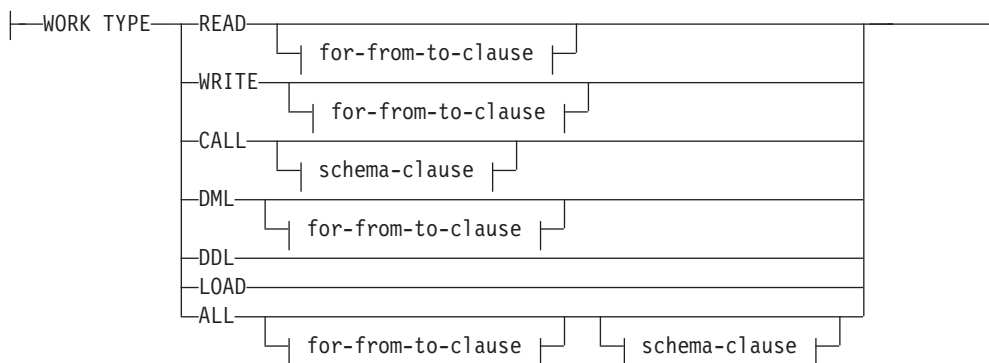 WORK TYPE READ
for-from-to-clause
WRITE
for-from-to-clause
CALL
schema-clause
DML
for-from-to-clause
DDL
LOAD
ALL
for-from-to-clause schema-clause